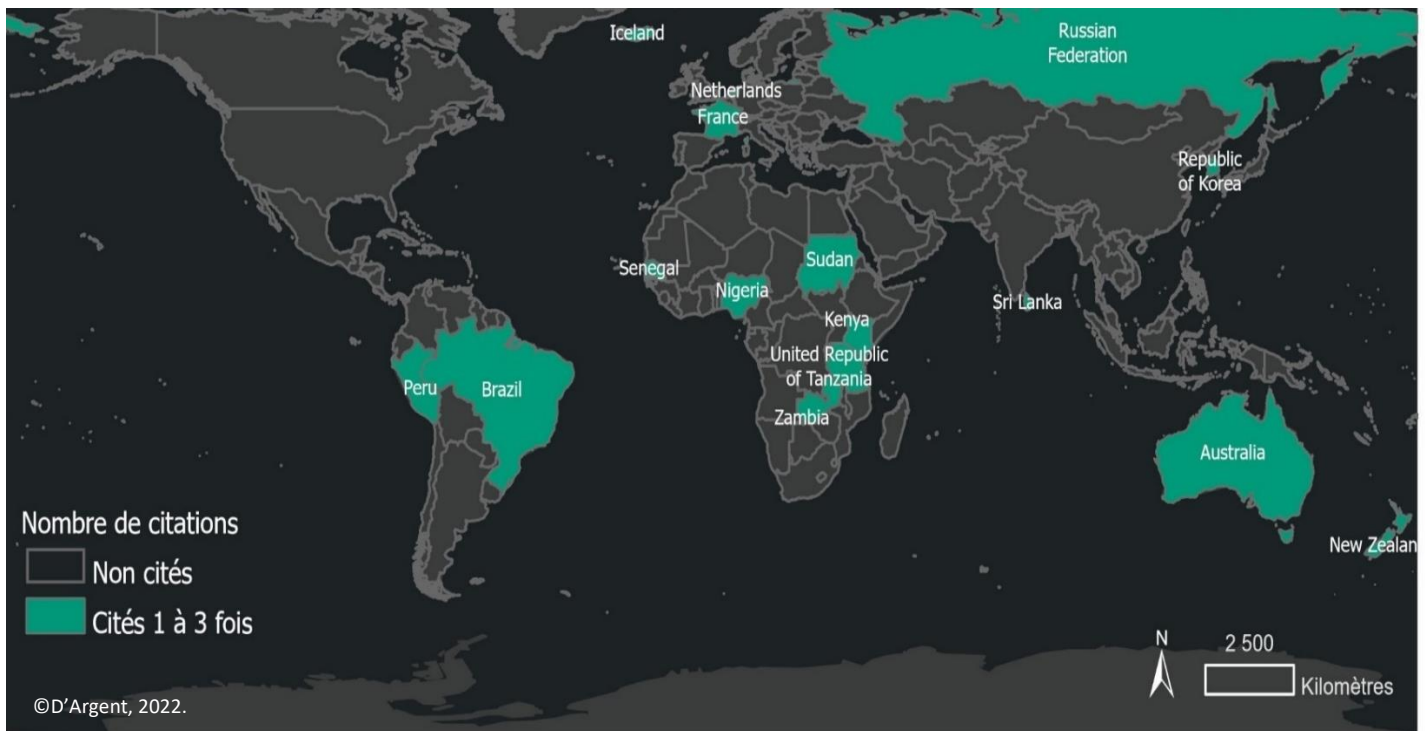 Iceland
Russian
Federation
Netherlands
France
Republic
of Korea
Senegal
Sudan
Nigeria
Sri Lanka
Kenya
United Republic
of Tanzania
Peru
Brazil
Zambia
Australia
New Zealan
Nombre de citations
Non cités
Cités 1 à 3 fois
N
2 500
Kilomètres
©D’Argent, 2022.